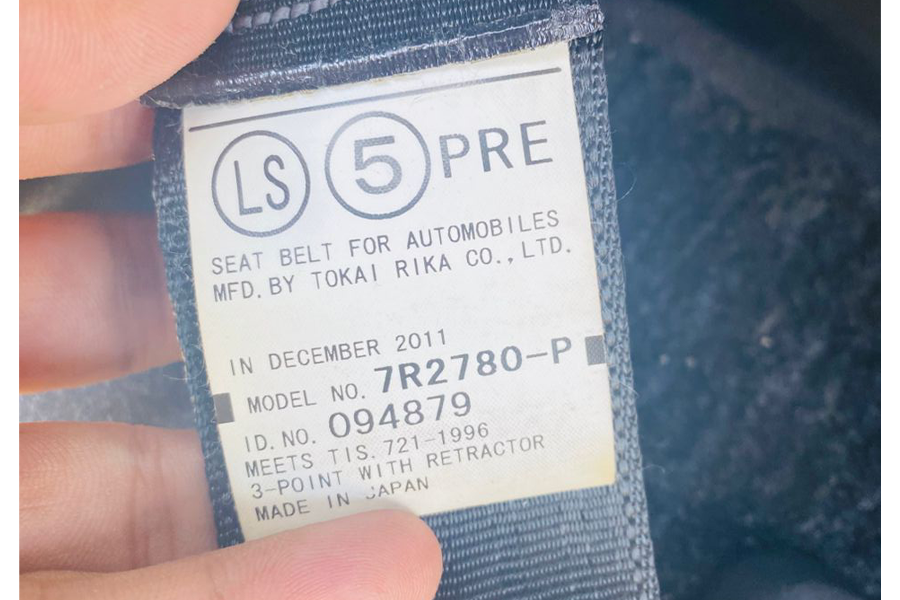 LS 5 PRE
SEAT BELT FOR AUTOMOBILES
MFD. BY TOKAI RIKA CO., LTD.
IN DECEMBER 2011
MODEL NO. 7R2780-P
ID. NO. 094879
MEETS TIS. 721-1996
3-POINT WITH RETRACTOR
MADE IN JAPAN